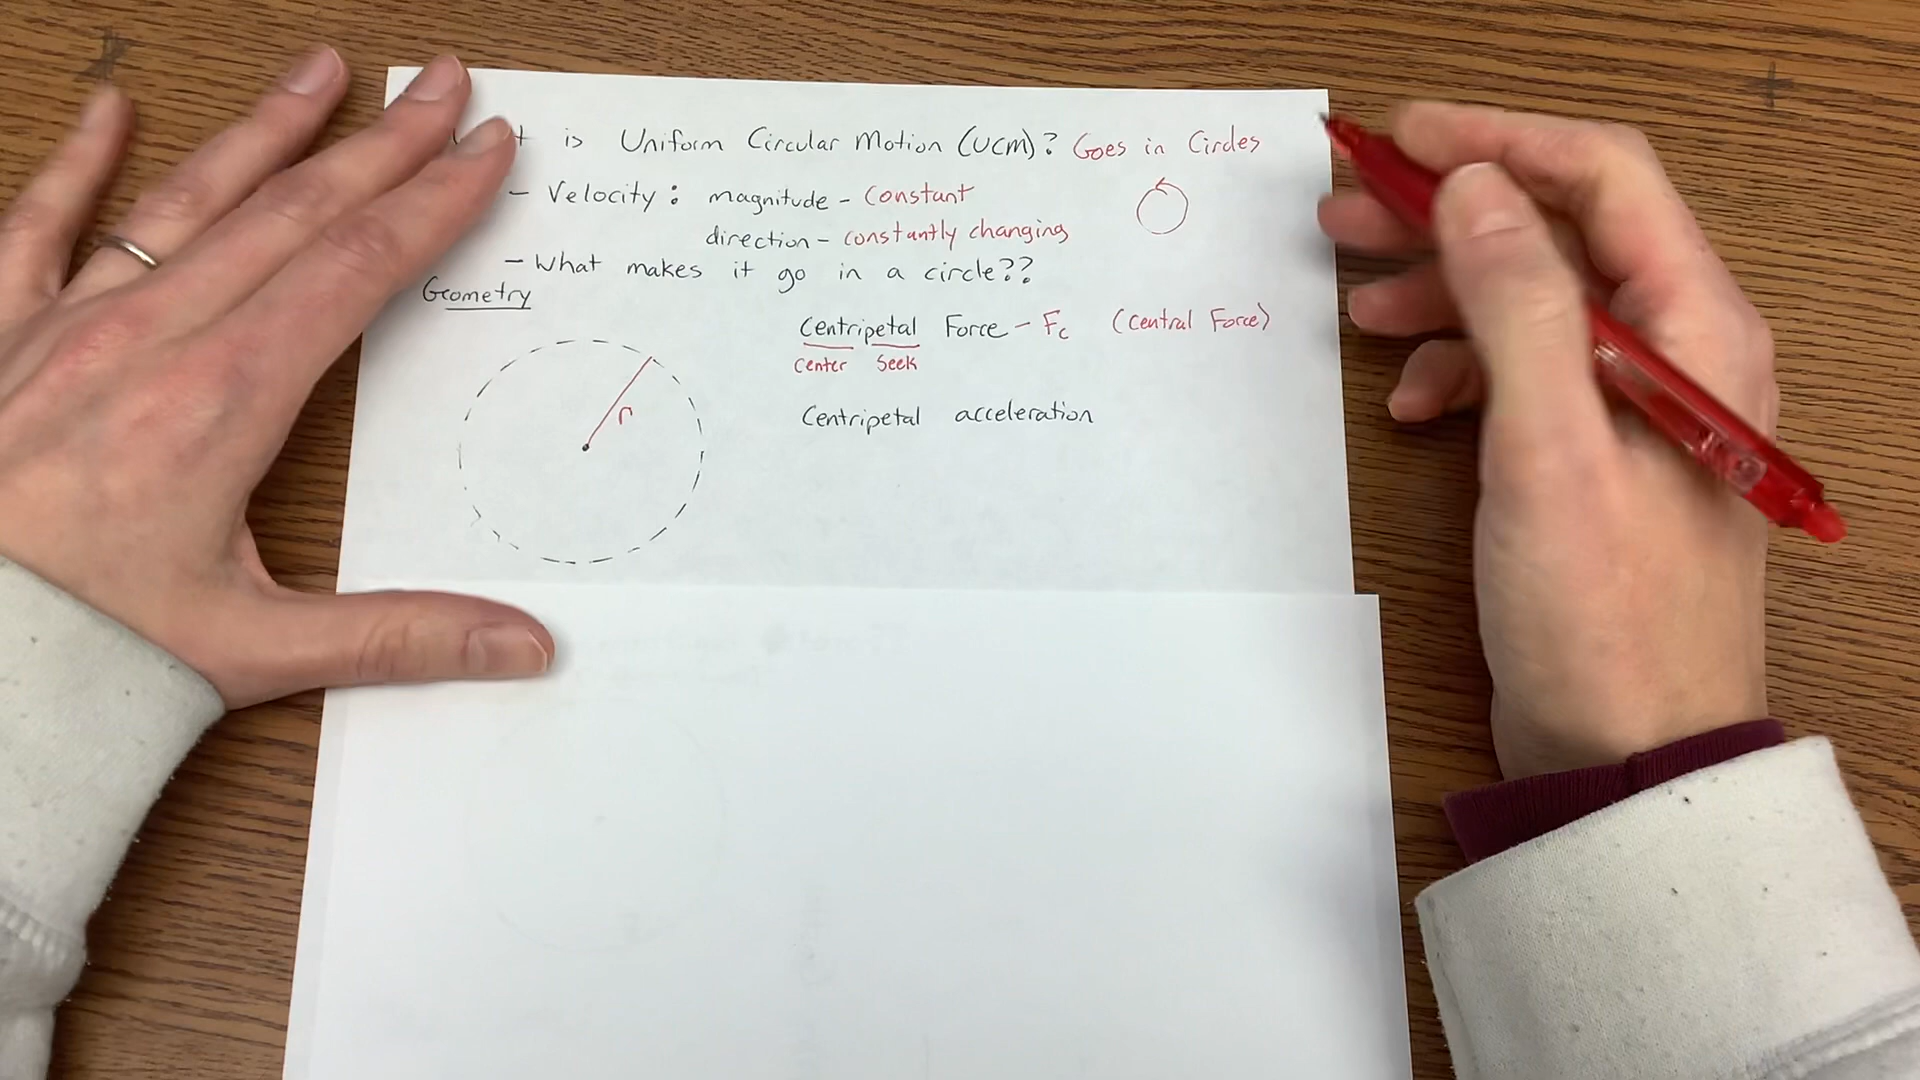 is Uniform Circular Motion (UCM)? Goes in Circles
- Velocity: magnitude - constant
direction - constantly changing
- What makes it go in a circle??
Geometry
r
Centripetal Force - Fc (Central Force)
center seek
Centripetal acceleration